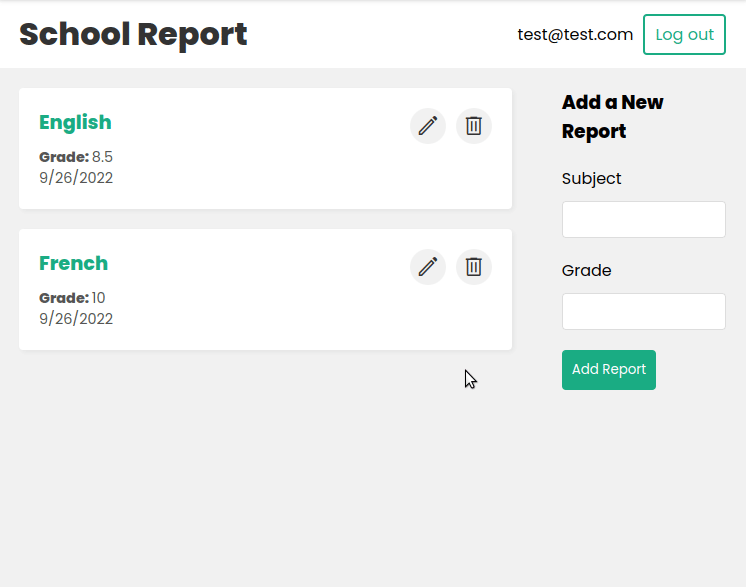 School Report
test@test.com
Log out
English
Grade: 8.5
9/26/2022
French
Grade: 10
9/26/2022
Add a New
Report
Subject
Grade
Add Report